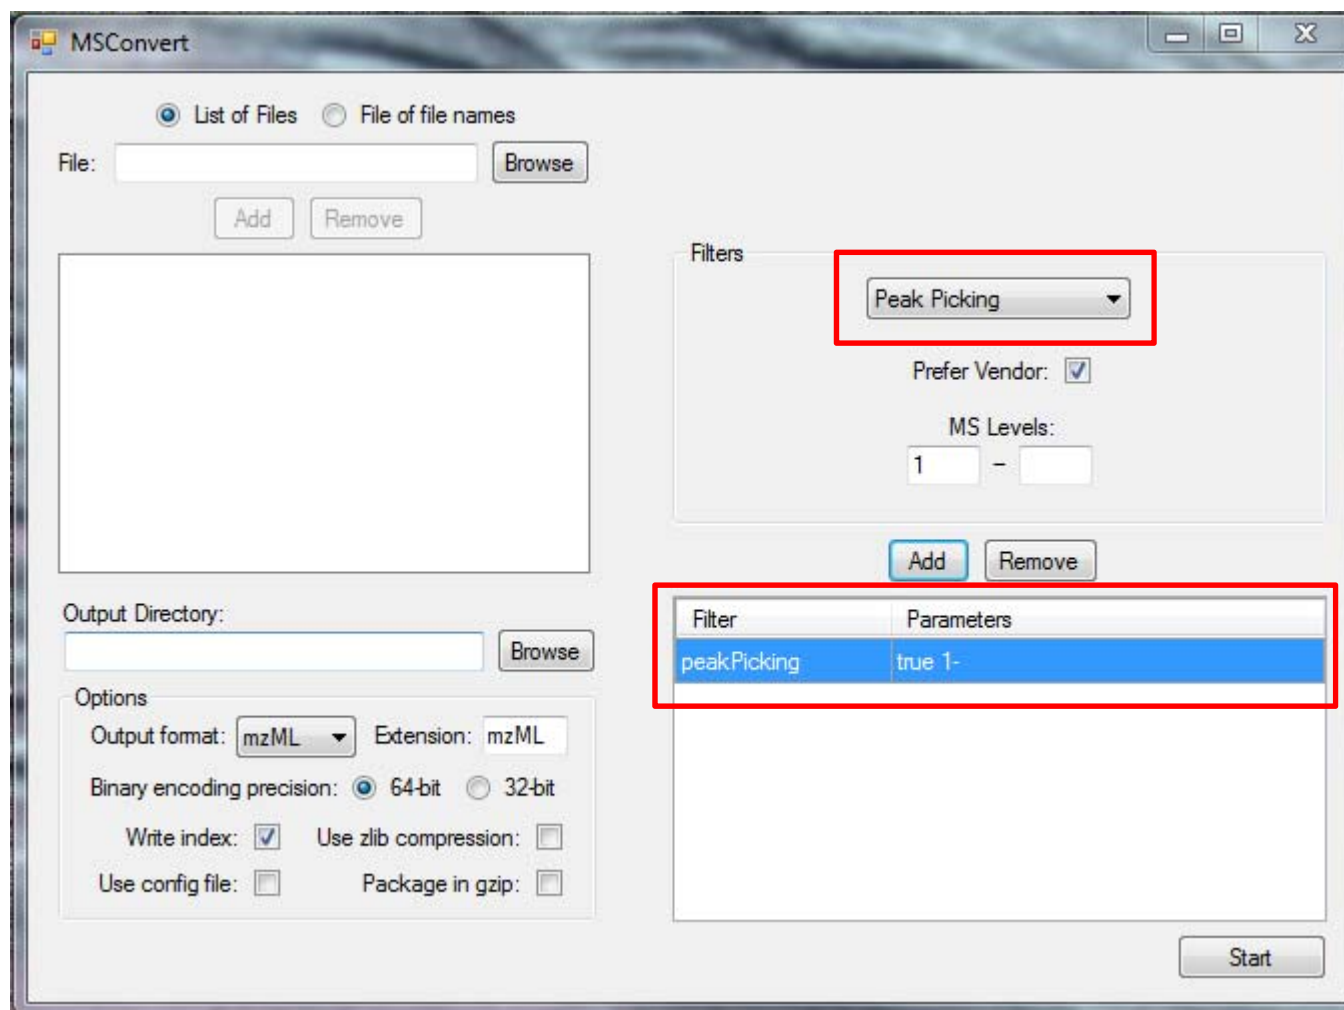 MSConvert
List of Files File of file names
File: Browse
Add Remove
Filters
Peak Picking
Prefer Vendor:
MS Levels:
1 –
Add Remove
Output Directory:
Browse
Filter Parameters
peakPicking true 1-
Options
Output format: mzML Extension: mzML
Binary encoding precision: 64-bit 32-bit
Write index: Use zlib compression:
Use config file: Package in gzip:
Start